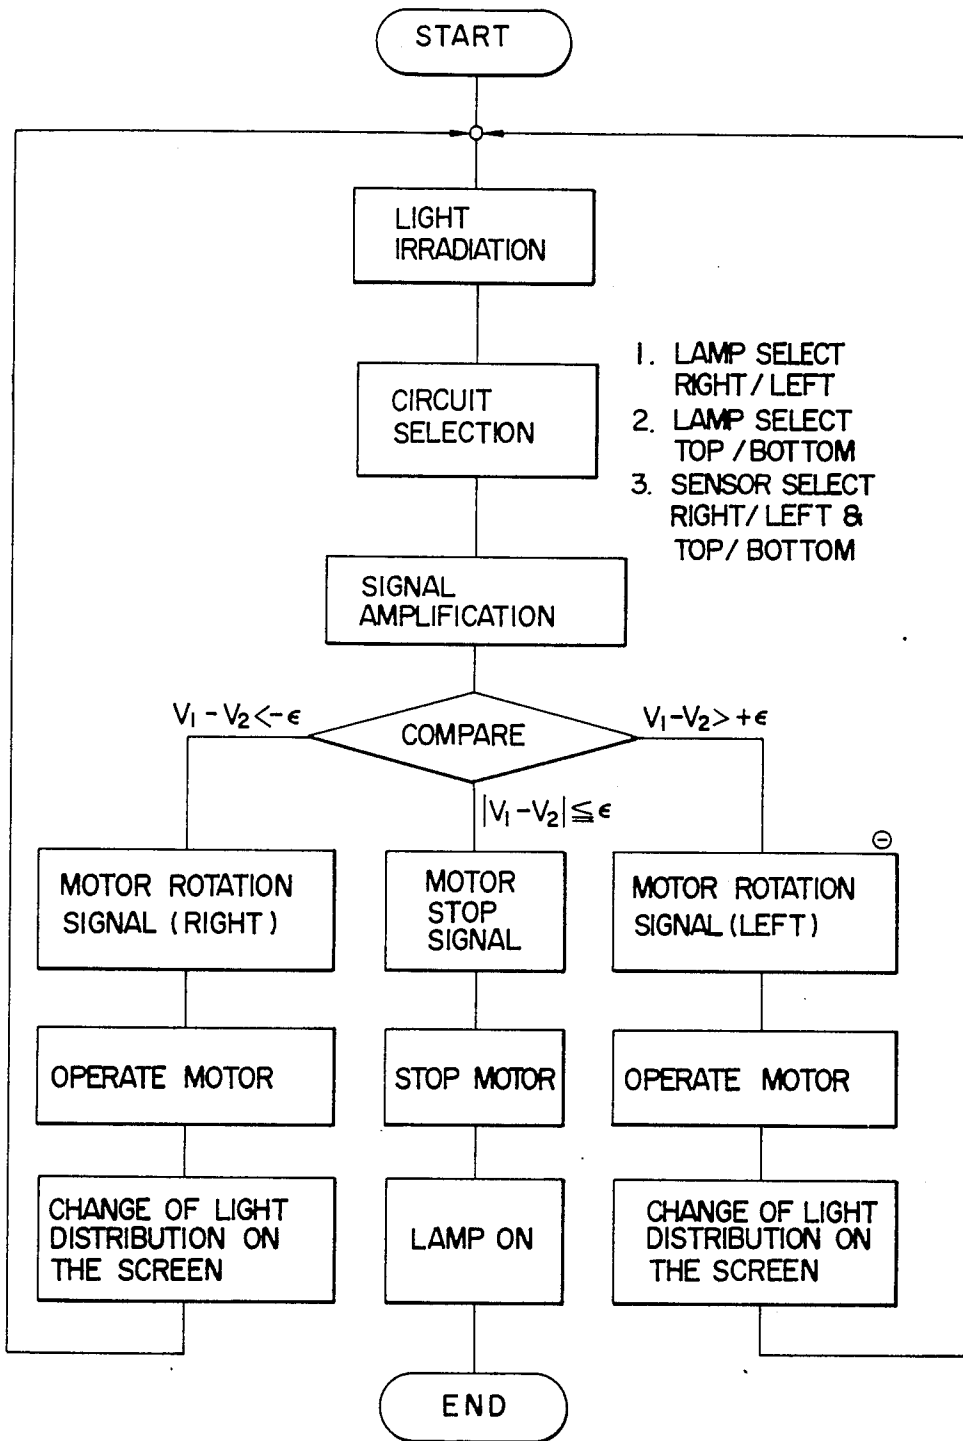 START
LIGHT
IRRADIATION
CIRCUIT
SELECTION
1. LAMP SELECT
RIGHT/LEFT
2. LAMP SELECT
TOP/BOTTOM
3. SENSOR SELECT
RIGHT/LEFT &
TOP/BOTTOM
SIGNAL
AMPLIFICATION
COMPARE
V₁-V₂<-ϵ
V₁-V₂>+ϵ
|V₁-V₂|≦ϵ
MOTOR ROTATION
SIGNAL (RIGHT)
MOTOR
STOP
SIGNAL
⊖
MOTOR ROTATION
SIGNAL (LEFT)
OPERATE MOTOR
STOP MOTOR
OPERATE MOTOR
CHANGE OF LIGHT
DISTRIBUTION ON
THE SCREEN
LAMP ON
CHANGE OF LIGHT
DISTRIBUTION ON
THE SCREEN
END